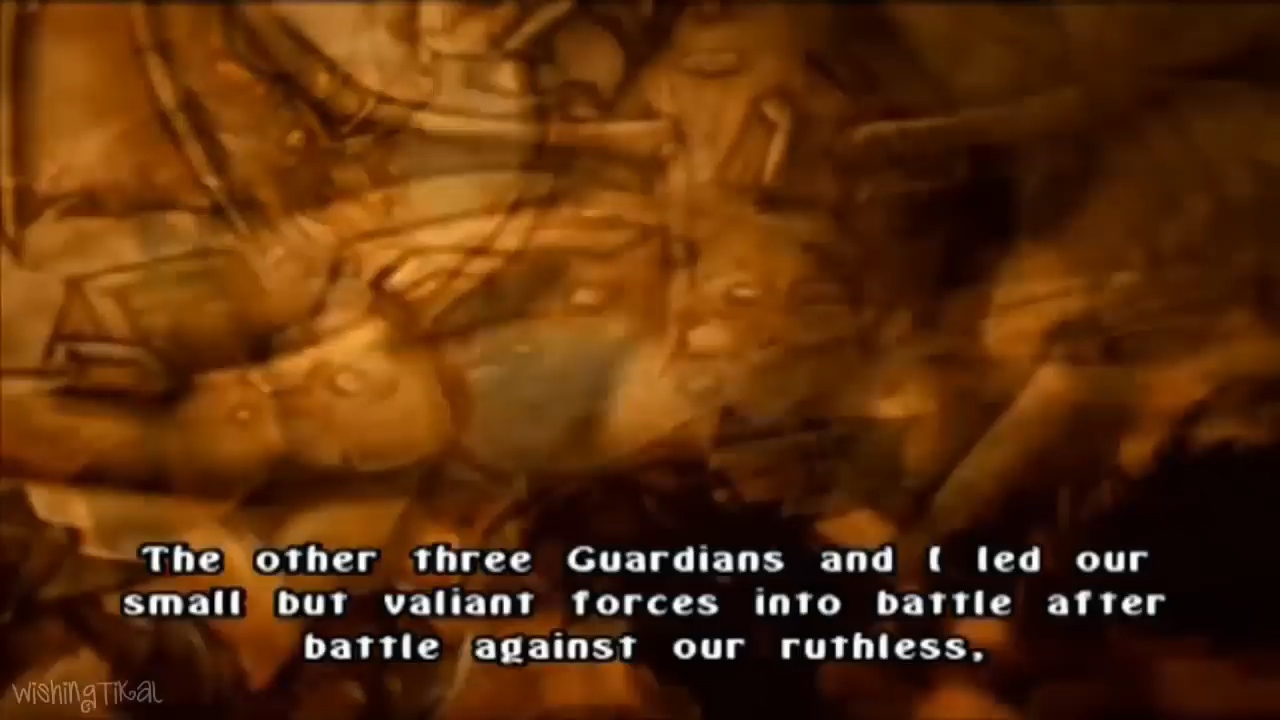 The other three Guardians and I led our
small but valiant forces into battle after
battle against our ruthless,
wishingTikal